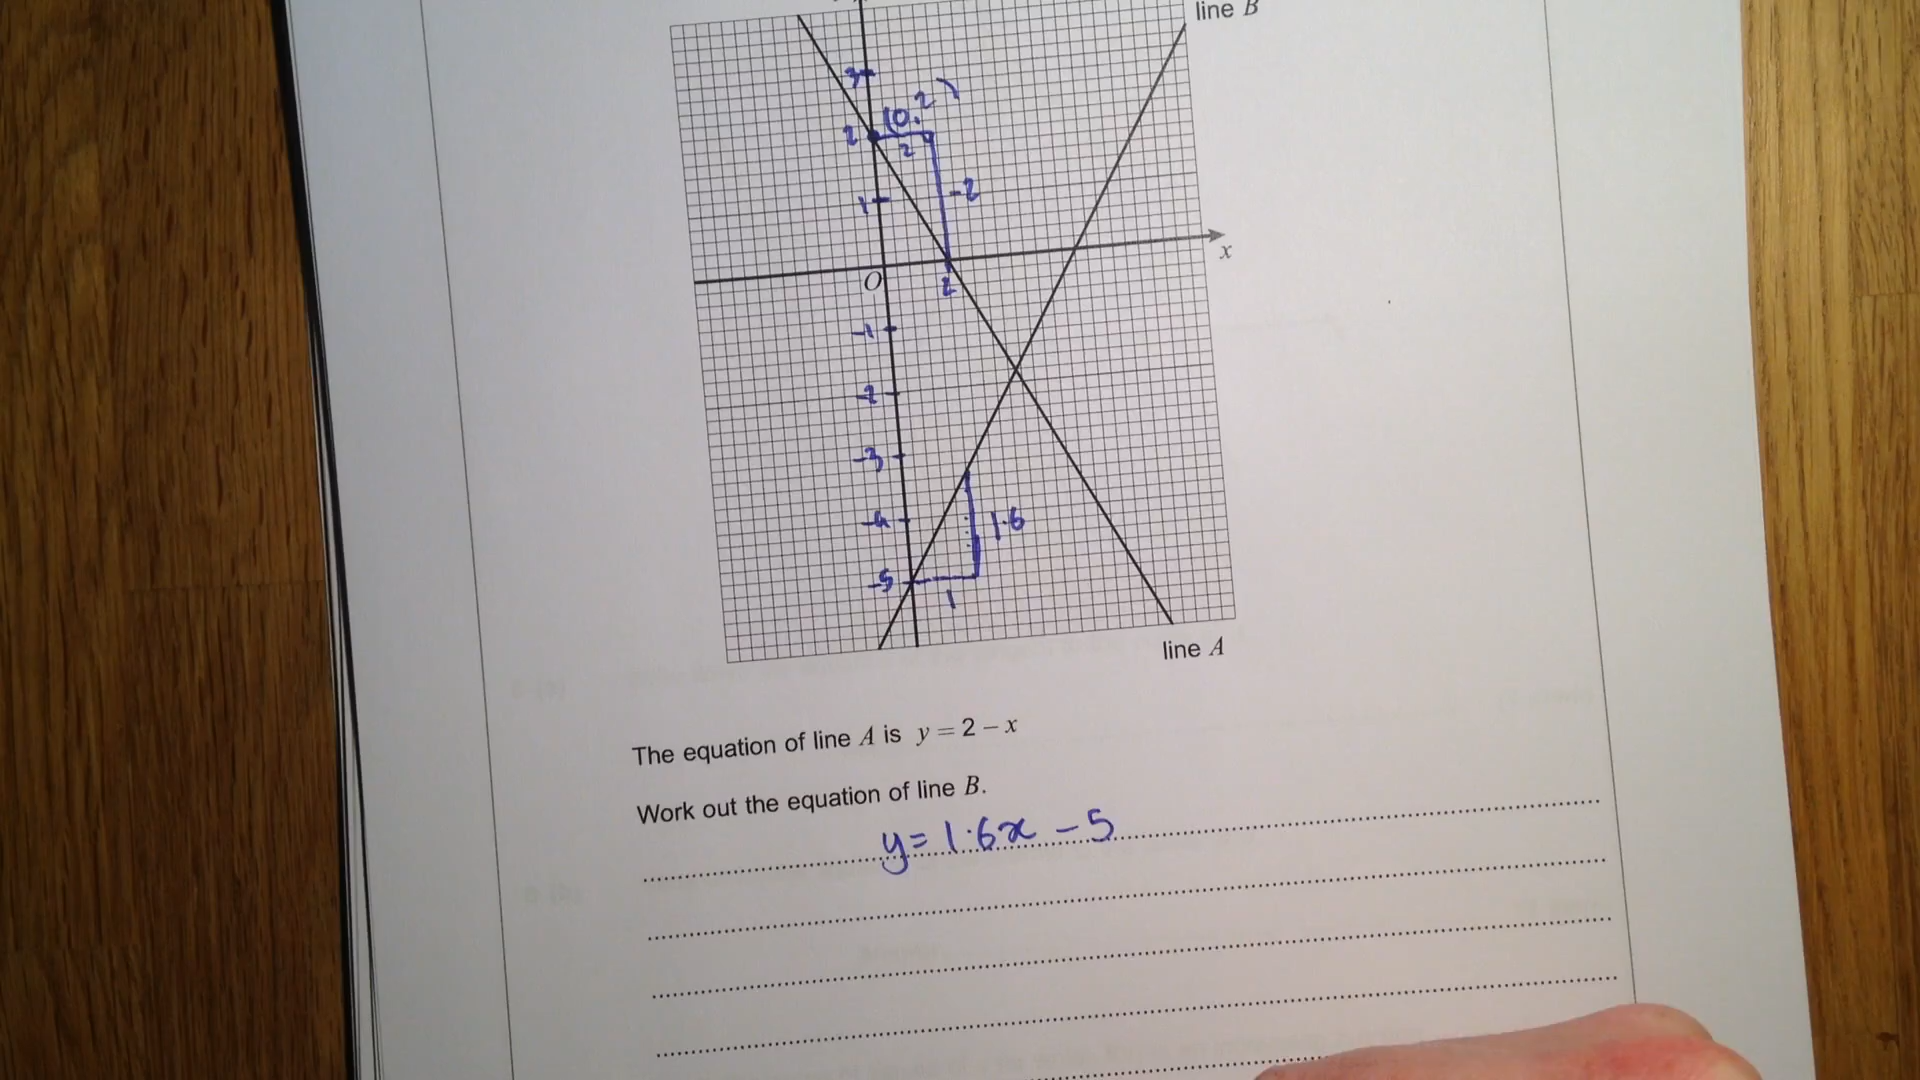 line B
3
(0,2)
2
2
-2
1
x
O
2
-1
-2
-3
-4
1.6
-5
1
line A
The equation of line A is y = 2 – x
Work out the equation of line B.
y = 1.6x - 5